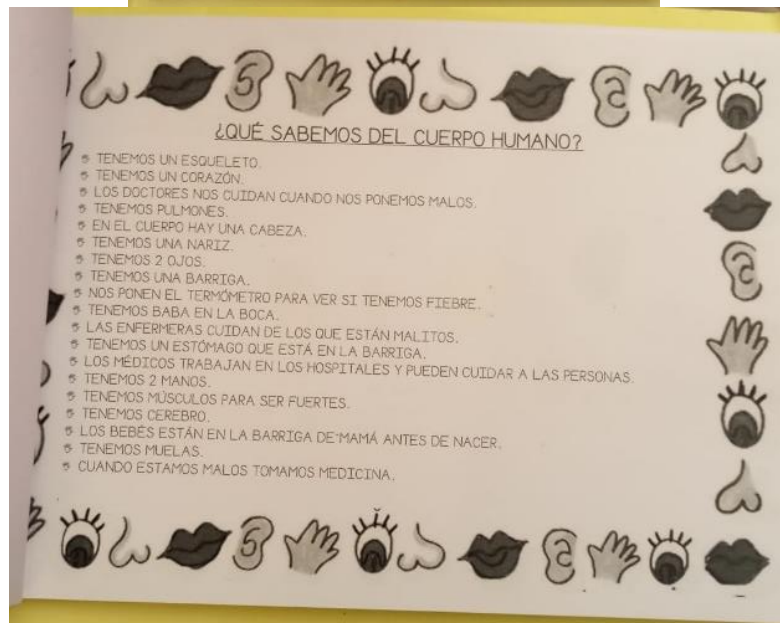 ¿QUÉ SABEMOS DEL CUERPO HUMANO?
TENEMOS UN ESQUELETO.
TENEMOS UN CORAZÓN.
LOS DOCTORES NOS CUIDAN CUANDO NOS PONEMOS MALOS.
TENEMOS PULMONES.
EN EL CUERPO HAY UNA CABEZA.
TENEMOS UNA NARIZ.
TENEMOS 2 OJOS.
TENEMOS UNA BARRIGA.
NOS PONEN EL TERMÓMETRO PARA VER SI TENEMOS FIEBRE.
TENEMOS BABA EN LA BOCA.
LAS ENFERMERAS CUIDAN DE LOS QUE ESTÁN MALITOS.
TENEMOS UN ESTÓMAGO QUE ESTÁ EN LA BARRIGA.
LOS MÉDICOS TRABAJAN EN LOS HOSPITALES Y PUEDEN CUIDAR A LAS PERSONAS.
TENEMOS 2 MANOS.
TENEMOS MÚSCULOS PARA SER FUERTES.
TENEMOS CEREBRO.
LOS BEBÉS ESTÁN EN LA BARRIGA DE MAMÁ ANTES DE NACER.
TENEMOS MUELAS.
CUANDO ESTAMOS MALOS TOMAMOS MEDICINA.